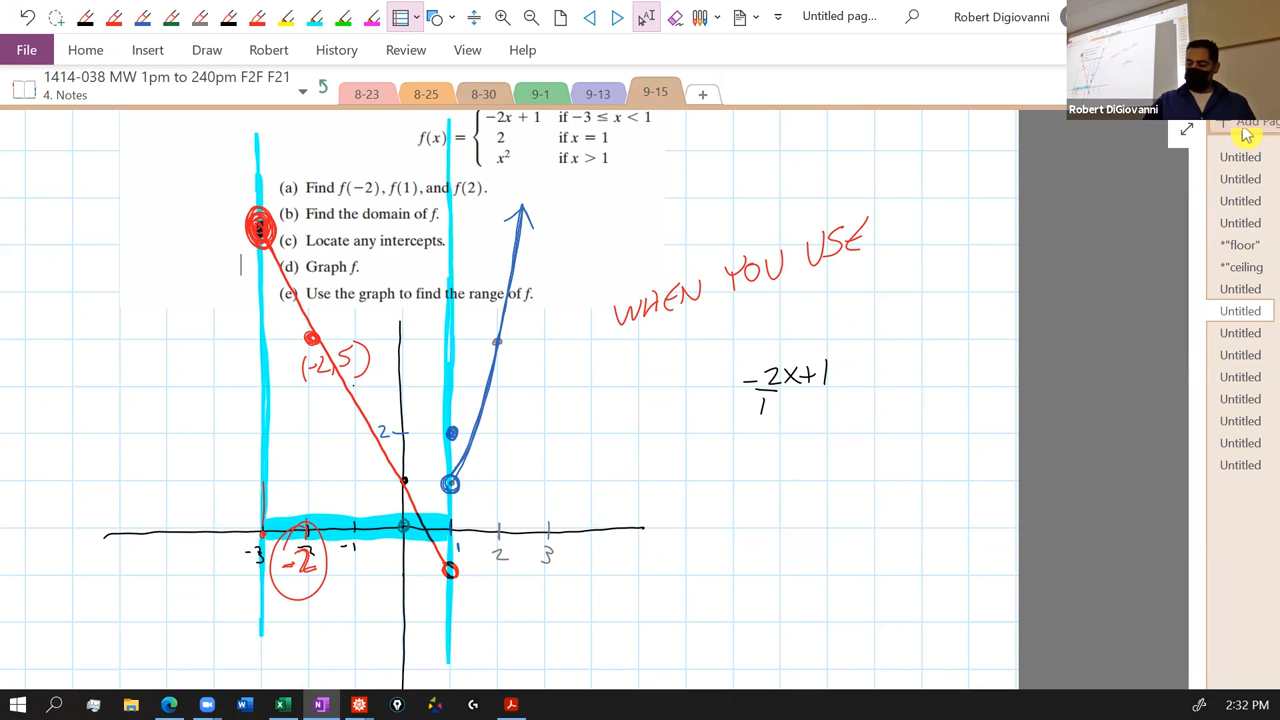 Untitled pag...
Robert Digiovanni
File
Home
Insert
Draw
Robert
History
Review
View
Help
1414-038 MW 1pm to 240pm F2F F21
4. Notes
8-23
8-25
8-30
9-1
9-13
9-15
Robert DiGiovanni
Add Page
Untitled
Untitled
Untitled
Untitled
*"floor"
*"ceiling
Untitled
Untitled
Untitled
Untitled
Untitled
Untitled
Untitled
Untitled
Untitled
−2x + 1 if −3 ≤ x < 1
f(x) = { 2 if x = 1
x² if x > 1
(a) Find f(−2), f(1), and f(2).
(b) Find the domain of f.
(c) Locate any intercepts.
(d) Graph f.
(e) Use the graph to find the range of f.
WHEN YOU USE
(-2,5)
-2x+1
1
2
-3 -2 -1 1 2 3
-2
2:32 PM